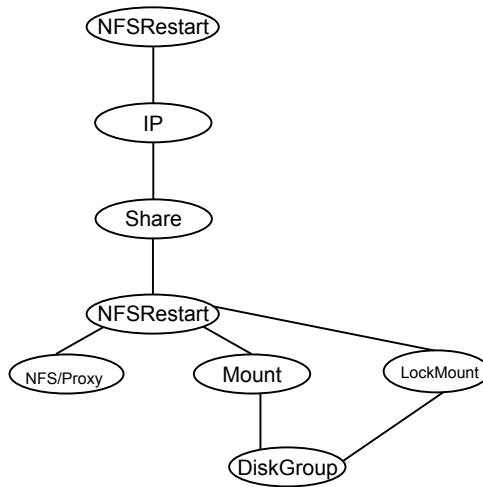 NFSRestart
IP
Share
NFSRestart
NFS/Proxy
Mount
LockMount
DiskGroup